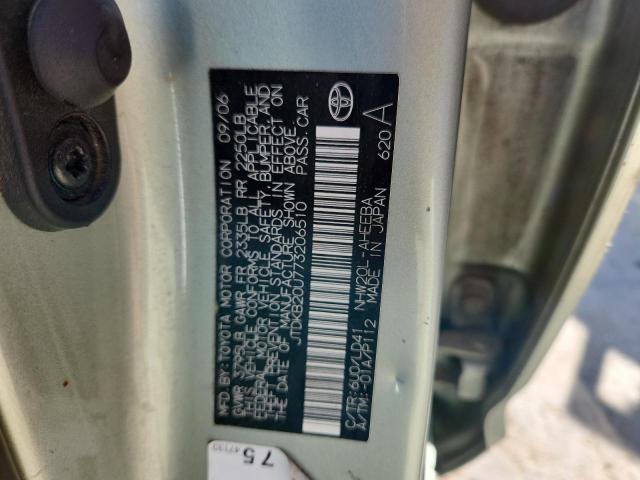 MFD BY: TOYOTA MOTOR CORPORATION 09/06
GVWR 3795LB GAWR FR 2335LB RR 2250LB
THIS VEHICLE CONFORMS TO ALL APPLICABLE
FEDERAL MOTOR VEHICLE SAFETY, BUMPER, AND
THEFT PREVENTION STANDARDS IN EFFECT ON
THE DATE OF MANUFACTURE SHOWN ABOVE.
JTDKB20U773206510 PASS. CAR
C/TR: 6U0/LD41 NHW20L-AHEEBA
A/TM: -01A/P112 MADE IN JAPAN 620 A
75